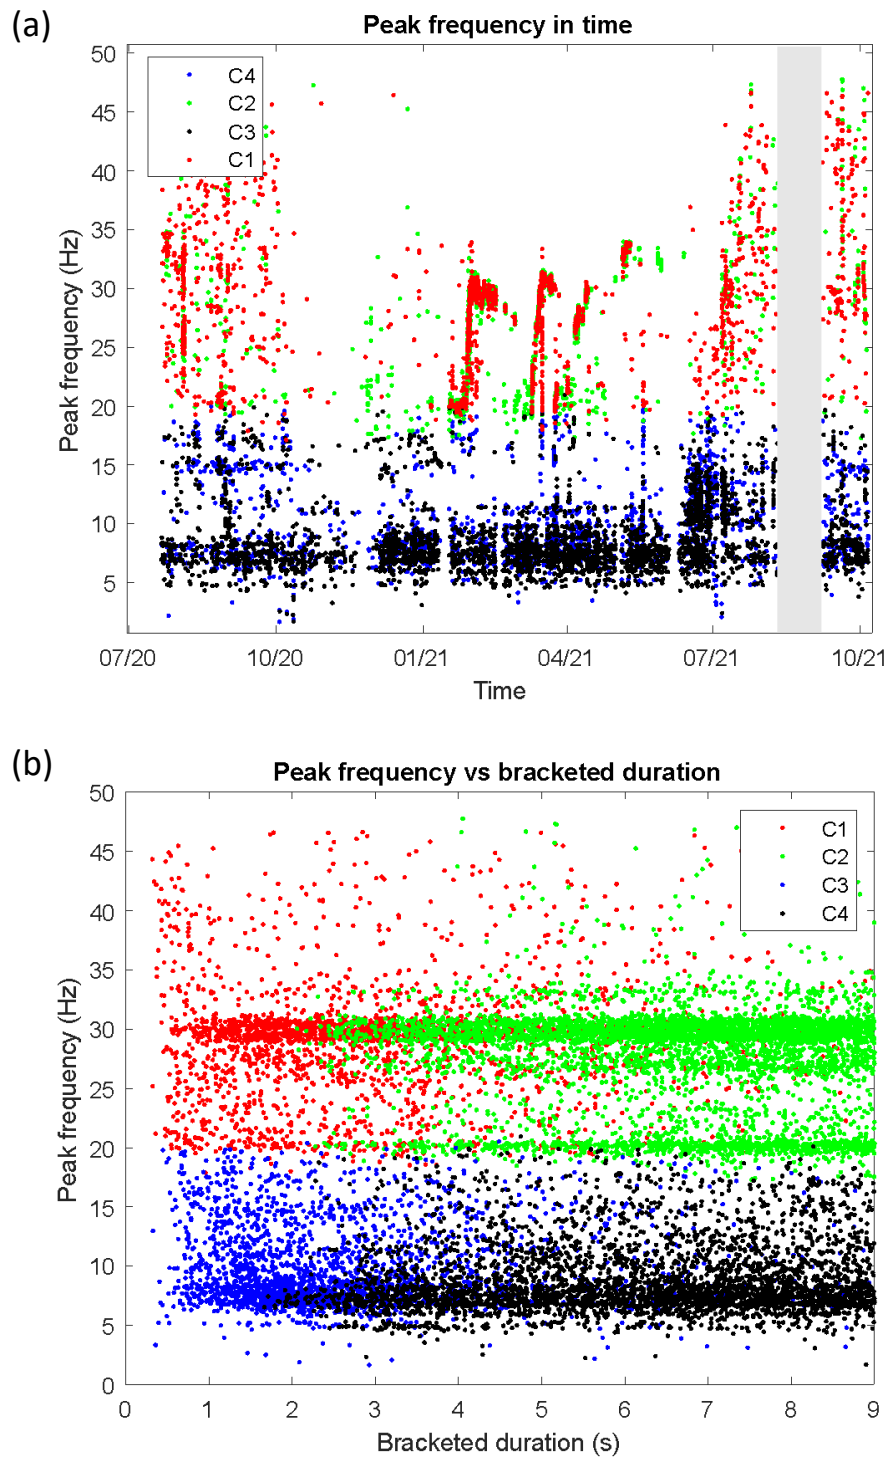 (a)
Peak frequency in time
50
45
40
35
30
25
20
15
10
5
Peak frequency (Hz)
C4
C2
C3
C1
07/20 10/20 01/21 04/21 07/21 10/21
Time
(b)
Peak frequency vs bracketed duration
50
45
40
35
30
25
20
15
10
5
0
Peak frequency (Hz)
C1
C2
C3
C4
0 1 2 3 4 5 6 7 8 9
Bracketed duration (s)